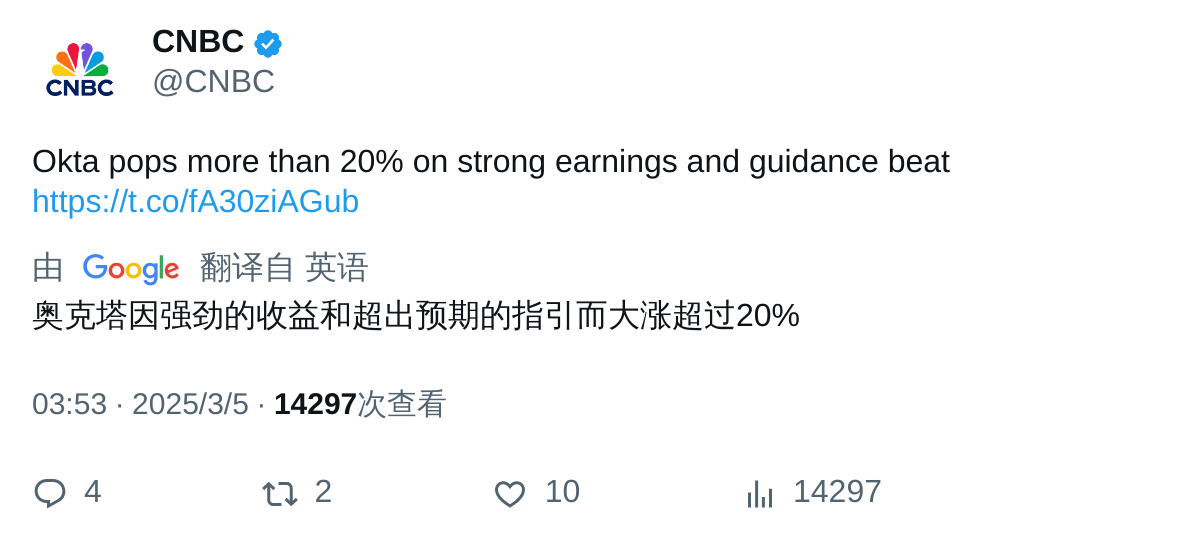 CNBC
CNBC
@CNBC
Okta pops more than 20% on strong earnings and guidance beat
https://t.co/fA30ziAGub
由 Google 翻译自 英语
奥克塔因强劲的收益和超出预期的指引而大涨超过20%
03:53 · 2025/3/5 · 14297次查看
4 2 10 14297